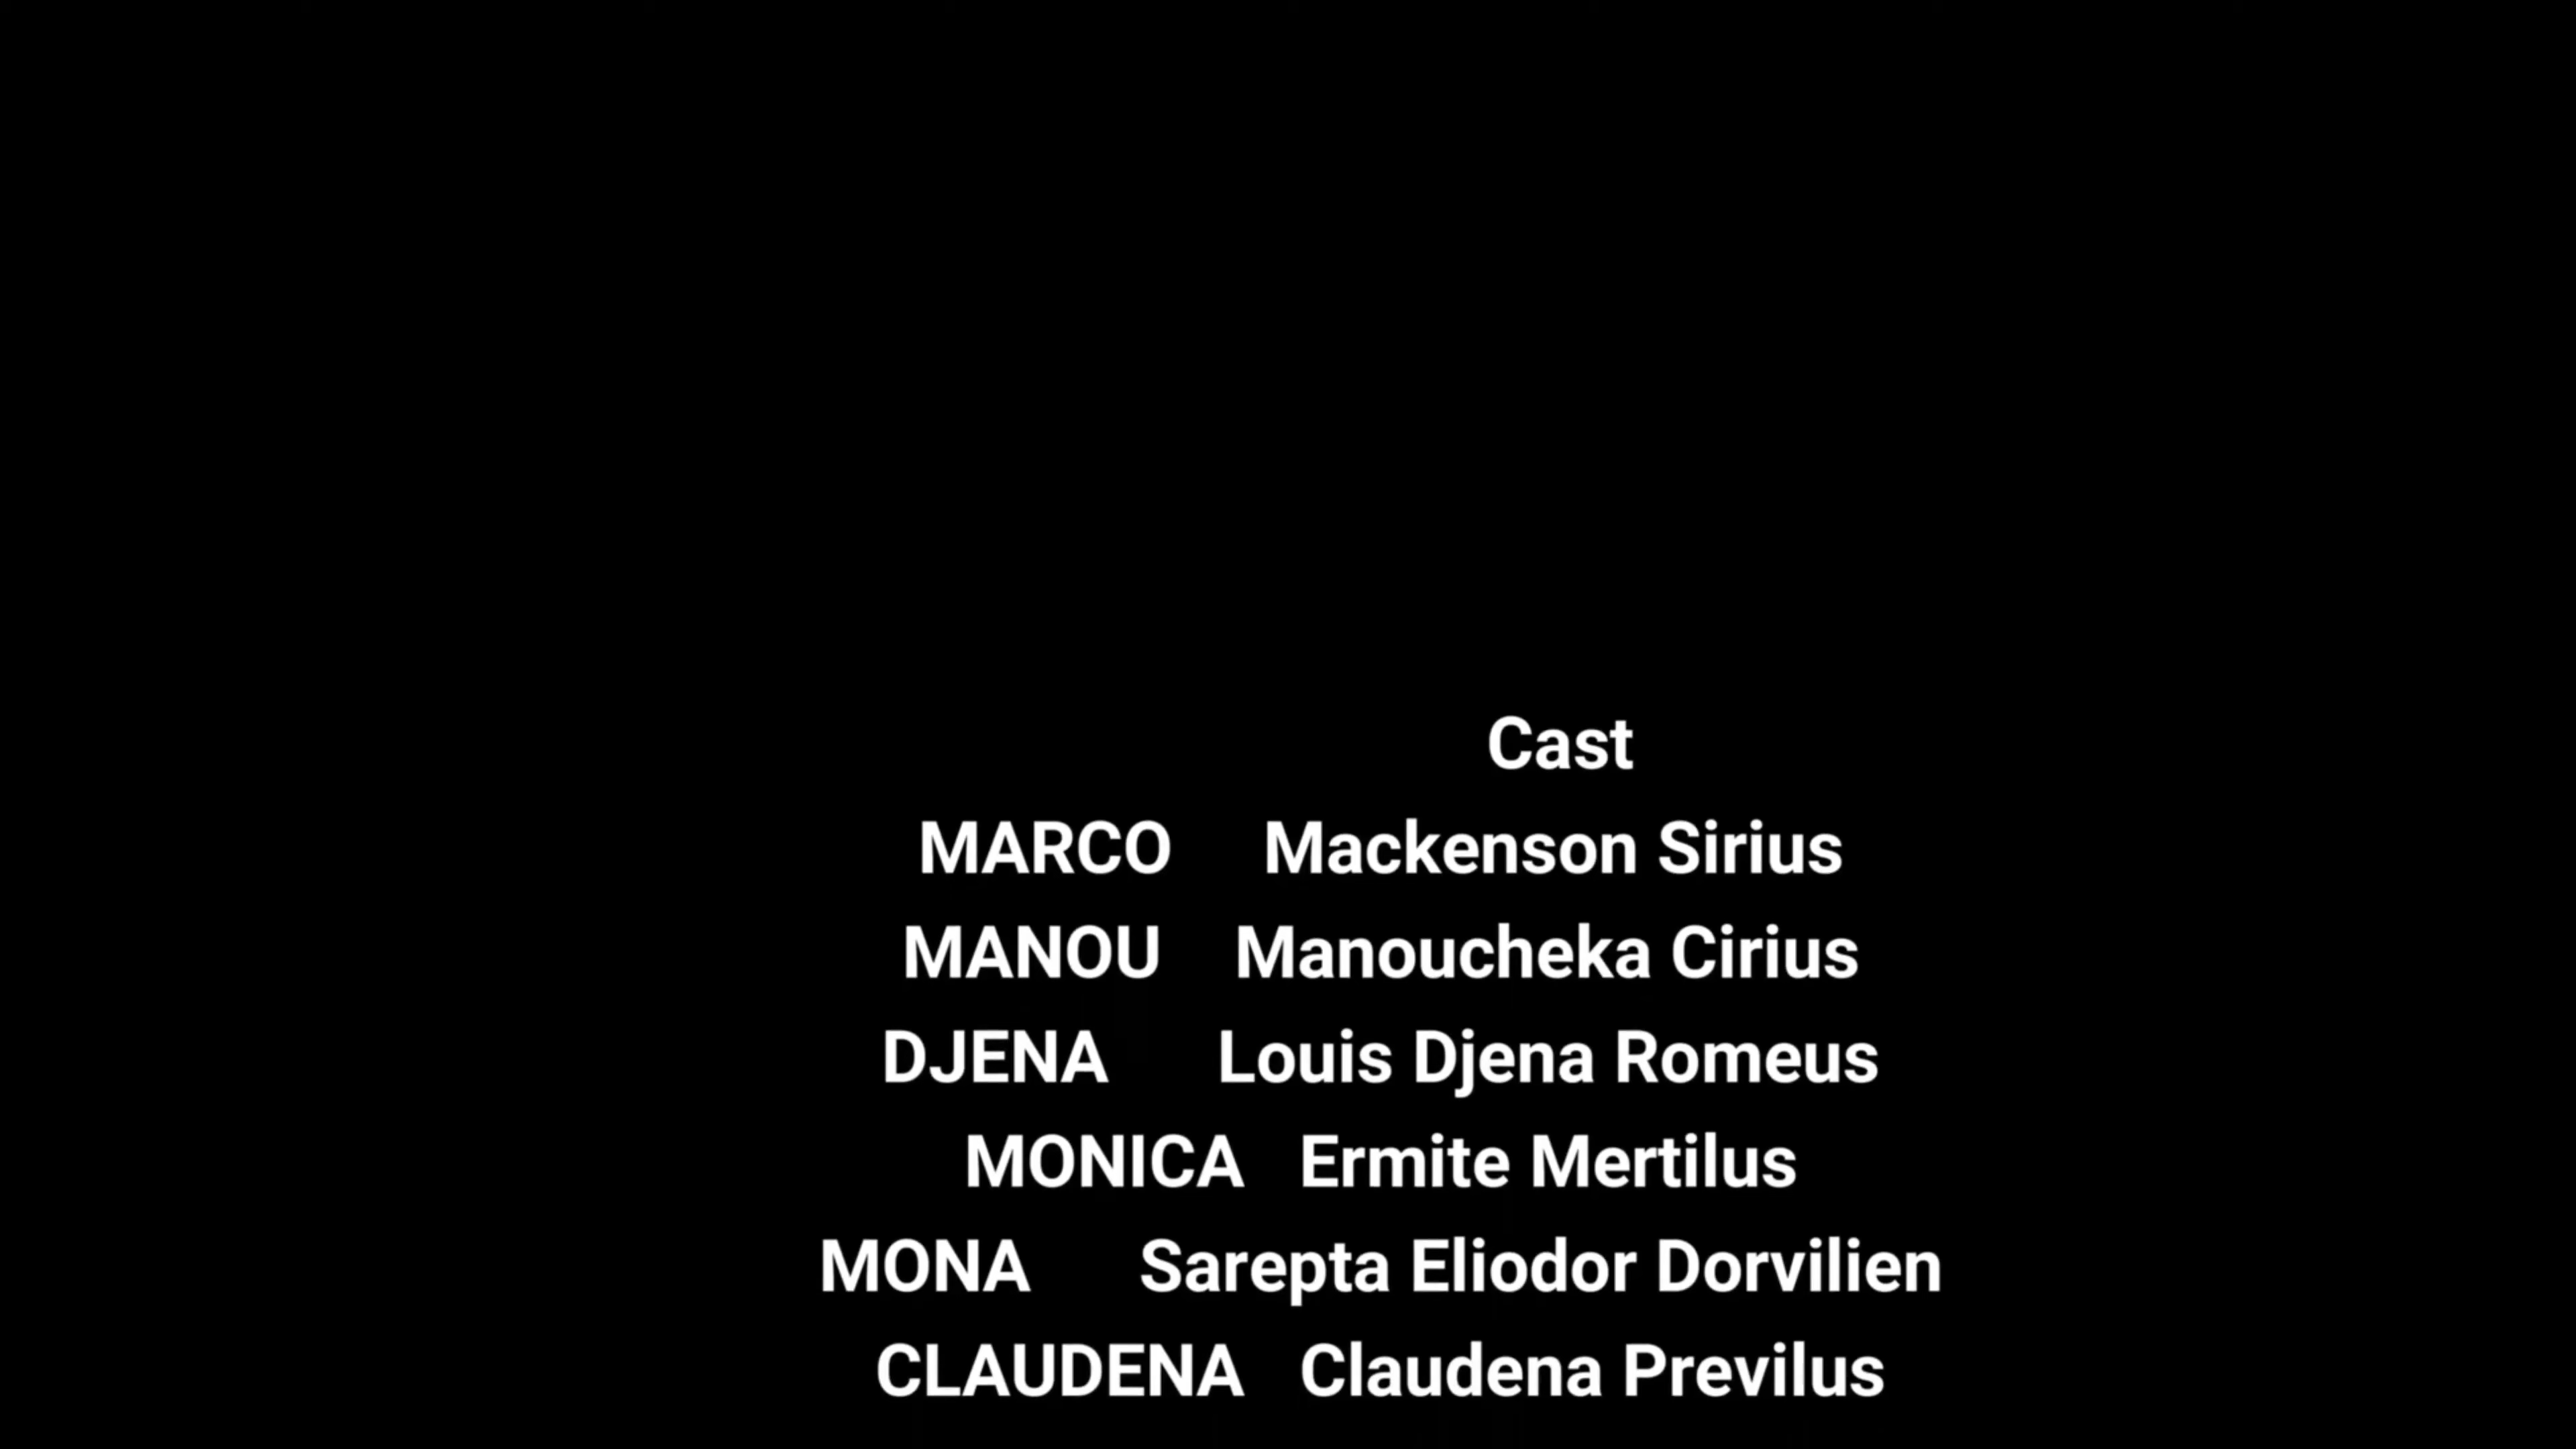 Cast
MARCO Mackenson Sirius
MANOU Manoucheka Cirius
DJENA Louis Djena Romeus
MONICA Ermite Mertilus
MONA Sarepta Eliodor Dorvilien
CLAUDENA Claudena Previlus